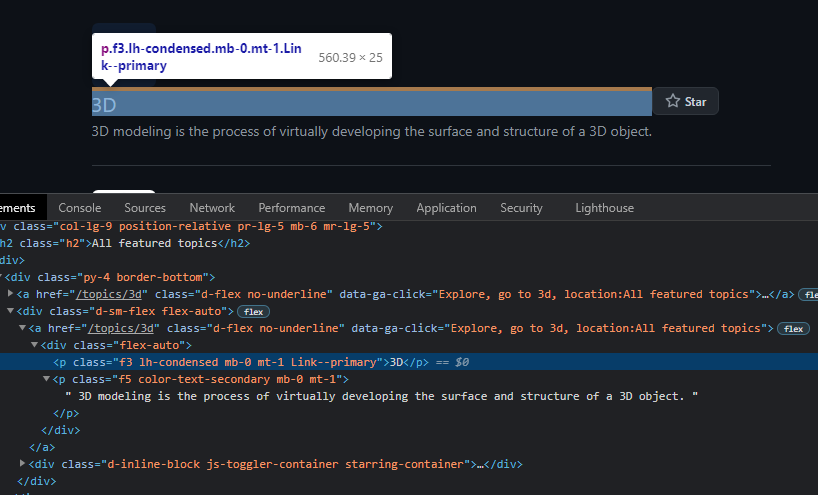 p.f3.lh-condensed.mb-0.mt-1.Lin
k--primary
560.39 × 25
3D
Star
3D modeling is the process of virtually developing the surface and structure of a 3D object.
ements Console Sources Network Performance Memory Application Security Lighthouse
v class="col-lg-9 position-relative pr-lg-5 mb-6 mr-lg-5">
h2 class="h2">All featured topics</h2>
div>
<div class="py-4 border-bottom">
<a href="/topics/3d" class="d-flex no-underline" data-ga-click="Explore, go to 3d, location:All featured topics">…</a> fle
<div class="d-sm-flex flex-auto"> flex
<a href="/topics/3d" class="d-flex no-underline" data-ga-click="Explore, go to 3d, location:All featured topics"> flex
<div class="flex-auto">
<p class="f3 lh-condensed mb-0 mt-1 Link--primary">3D</p> == $0
<p class="f5 color-text-secondary mb-0 mt-1">
" 3D modeling is the process of virtually developing the surface and structure of a 3D object. "
</p>
</div>
</a>
<div class="d-inline-block js-toggler-container starring-container">…</div>
</div>